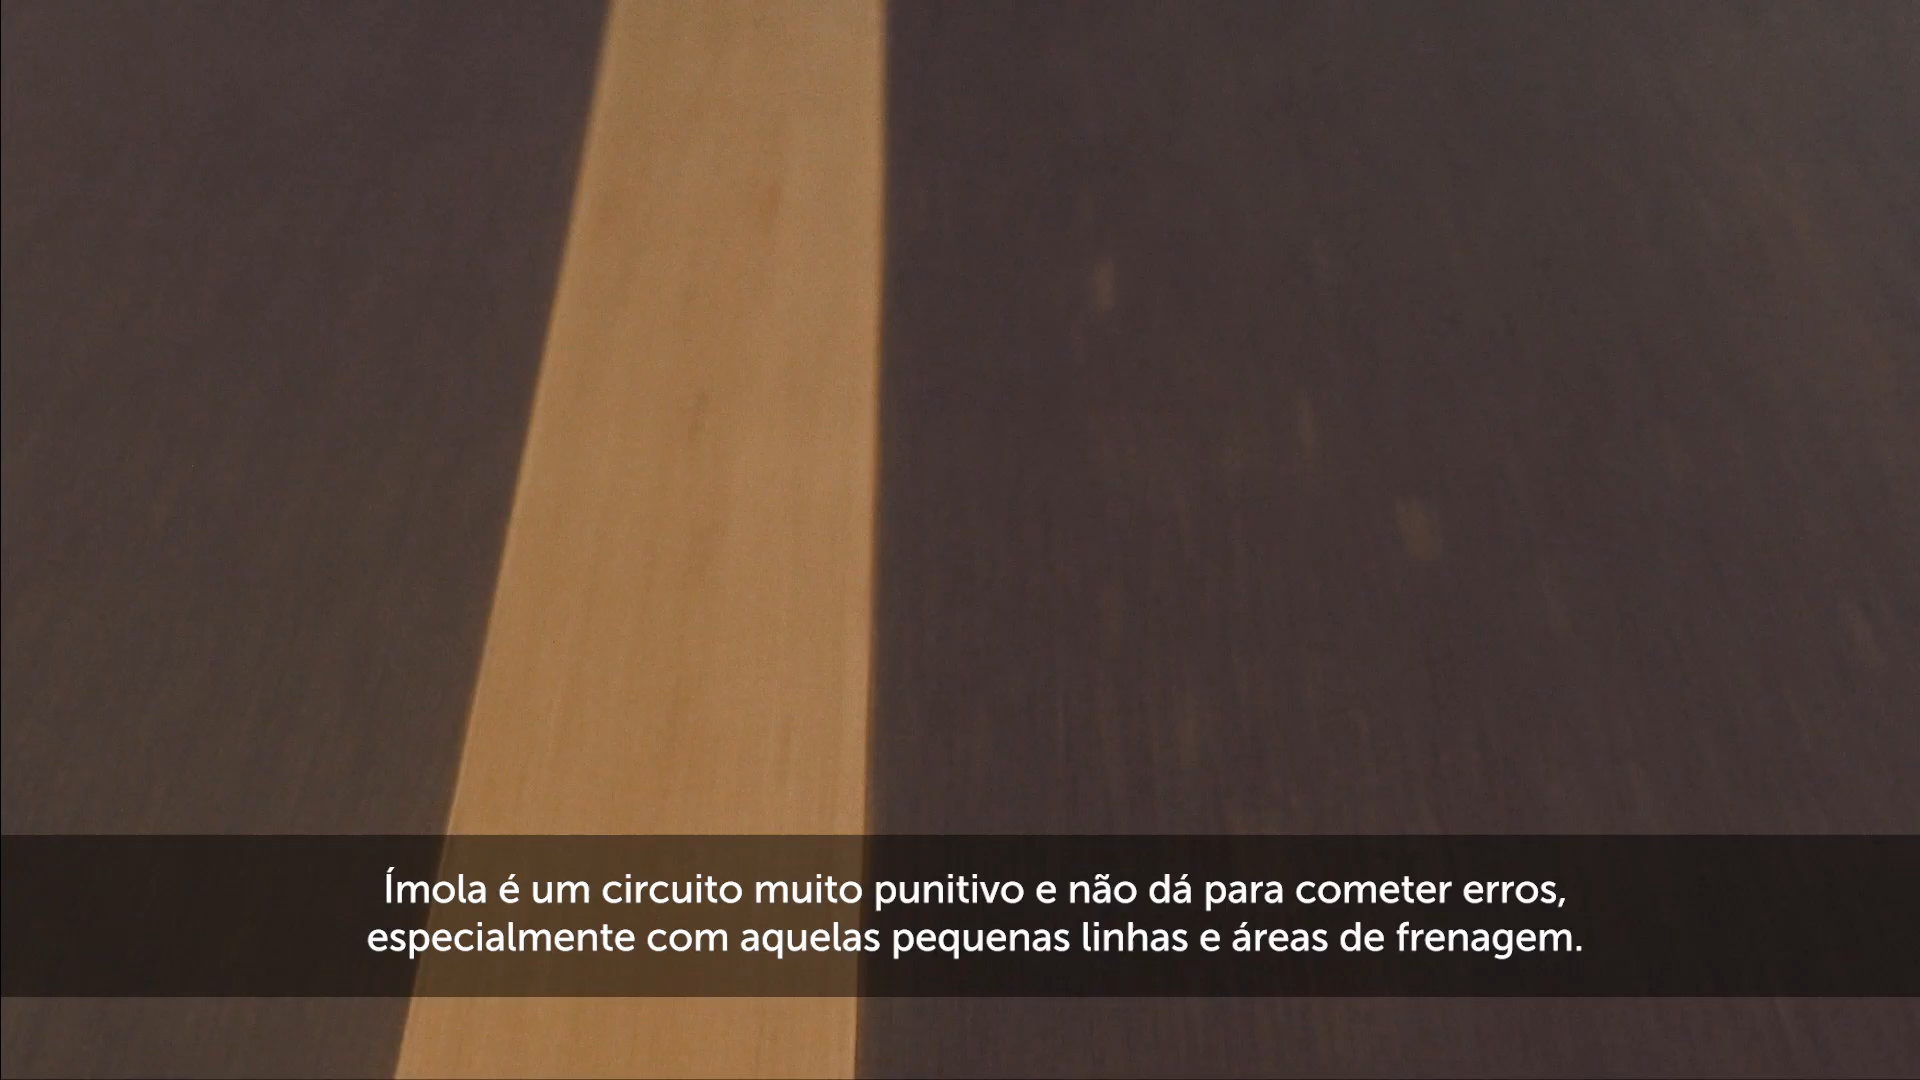 Ímola é um circuito muito punitivo e não dá para cometer erros,
especialmente com aquelas pequenas linhas e áreas de frenagem.